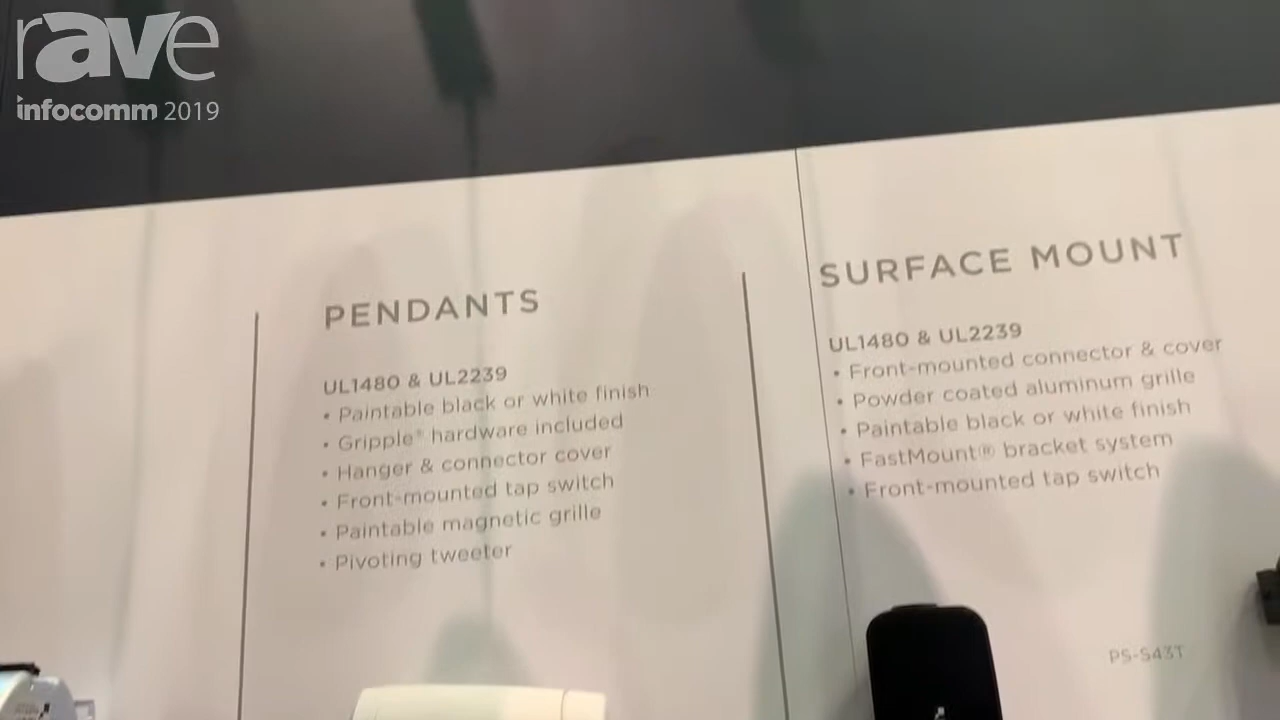 rave
infocomm 2019
PENDANTS
UL1480 & UL2239
• Paintable black or white finish
• Gripple® hardware included
• Hanger & connector cover
• Front-mounted tap switch
• Paintable magnetic grille
• Pivoting tweeter
SURFACE MOUNT
UL1480 & UL2239
• Front-mounted connector & cover
• Powder coated aluminum grille
• Paintable black or white finish
• FastMount® bracket system
• Front-mounted tap switch
PS-S43T